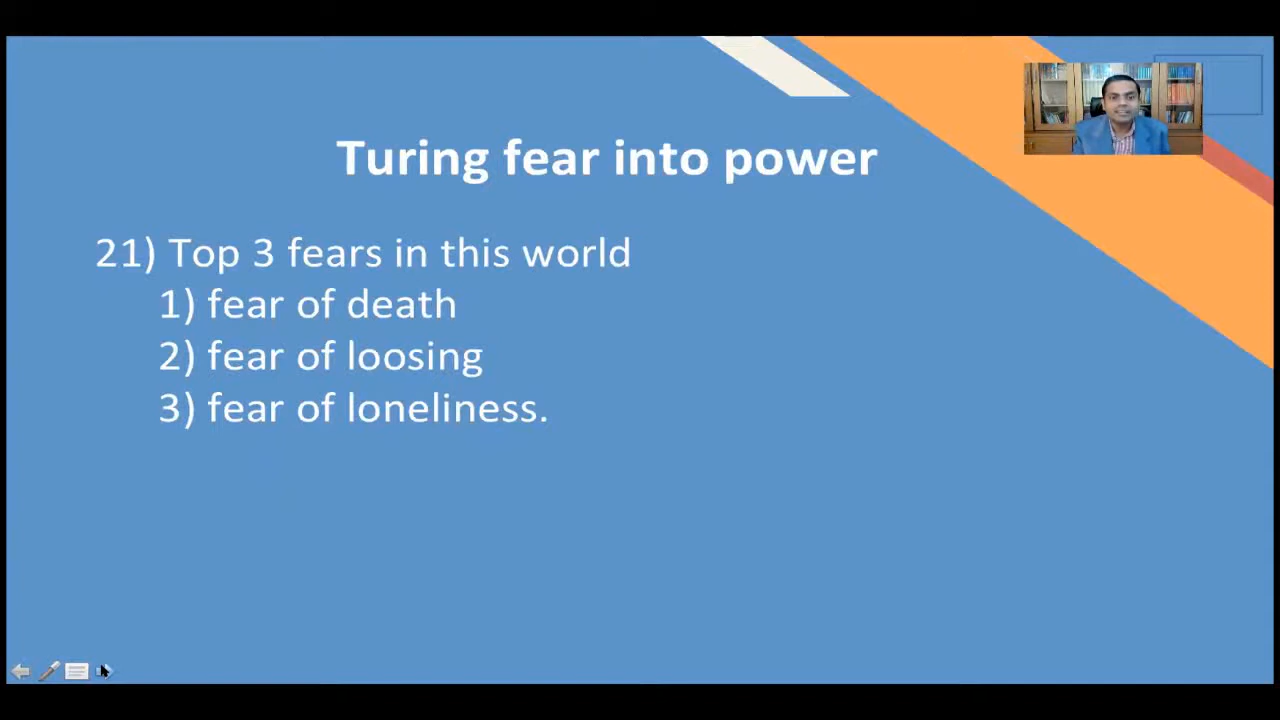 Turing fear into power
21) Top 3 fears in this world
1) fear of death
2) fear of loosing
3) fear of loneliness.